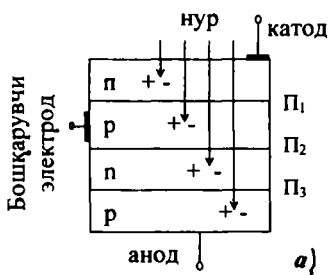 нур
катод
п
+ -
П₁
р
+ -
П₂
п
+ -
П₃
р
+ -
Бошқарувчи
электрод
анод
а)